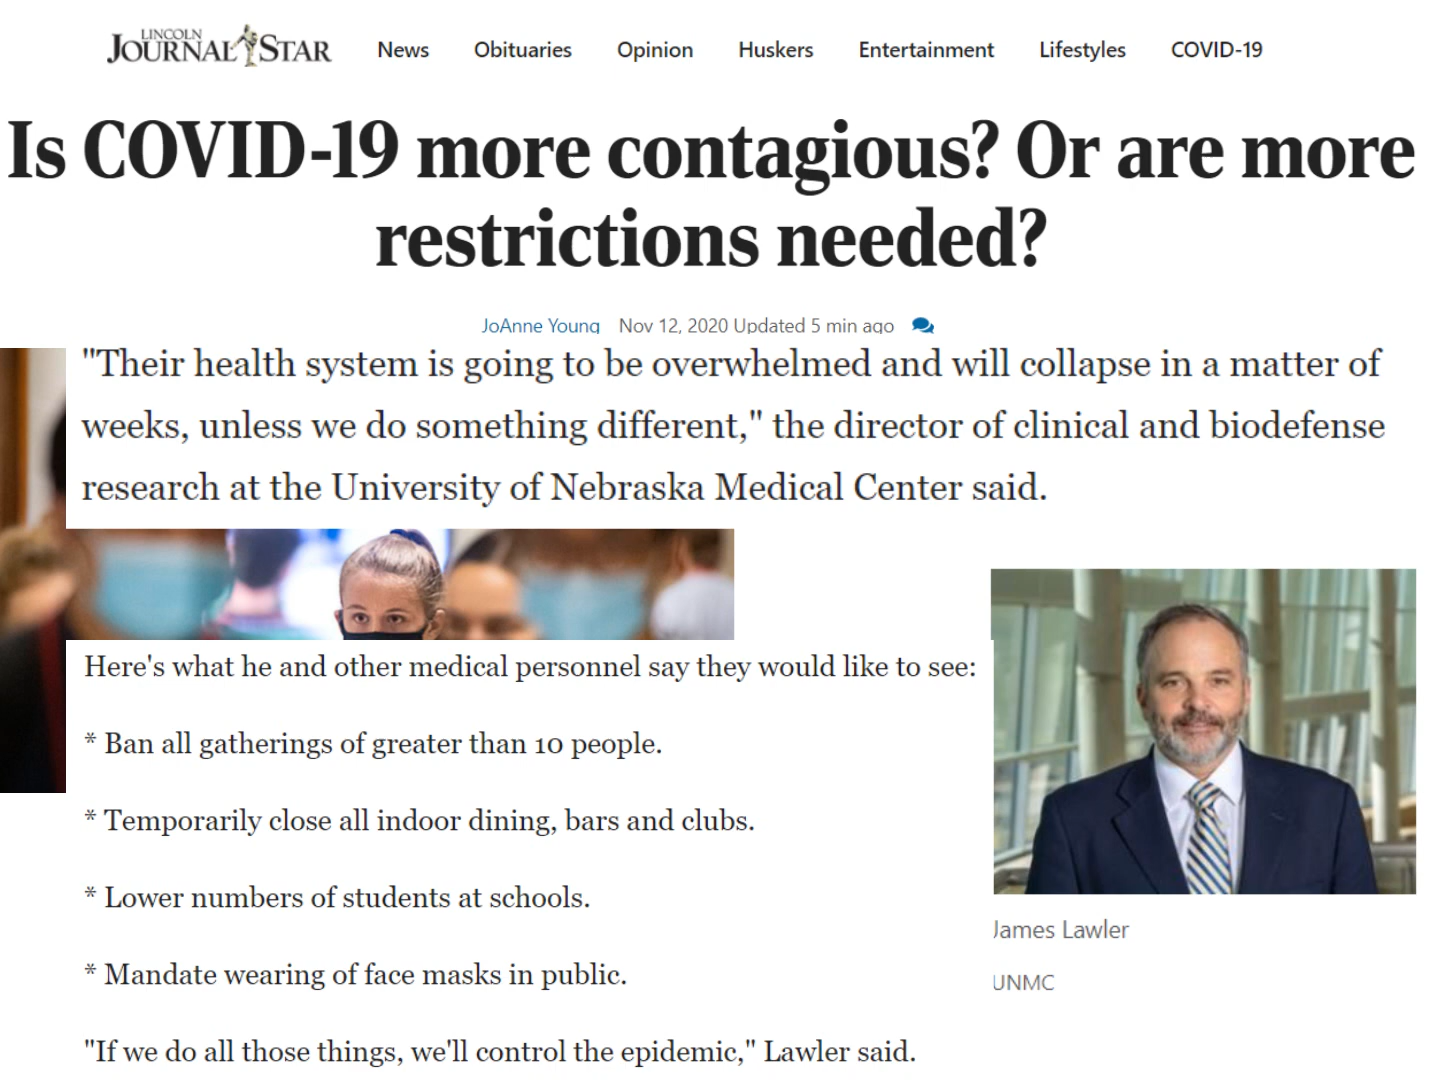 LINCOLN
JOURNAL STAR News Obituaries Opinion Huskers Entertainment Lifestyles COVID-19
Is COVID-19 more contagious? Or are more
restrictions needed?
JoAnne Young Nov 12, 2020 Updated 5 min ago
"Their health system is going to be overwhelmed and will collapse in a matter of
weeks, unless we do something different," the director of clinical and biodefense
research at the University of Nebraska Medical Center said.
Here's what he and other medical personnel say they would like to see:
* Ban all gatherings of greater than 10 people.
* Temporarily close all indoor dining, bars and clubs.
* Lower numbers of students at schools.
* Mandate wearing of face masks in public.
"If we do all those things, we'll control the epidemic," Lawler said.
James Lawler
UNMC